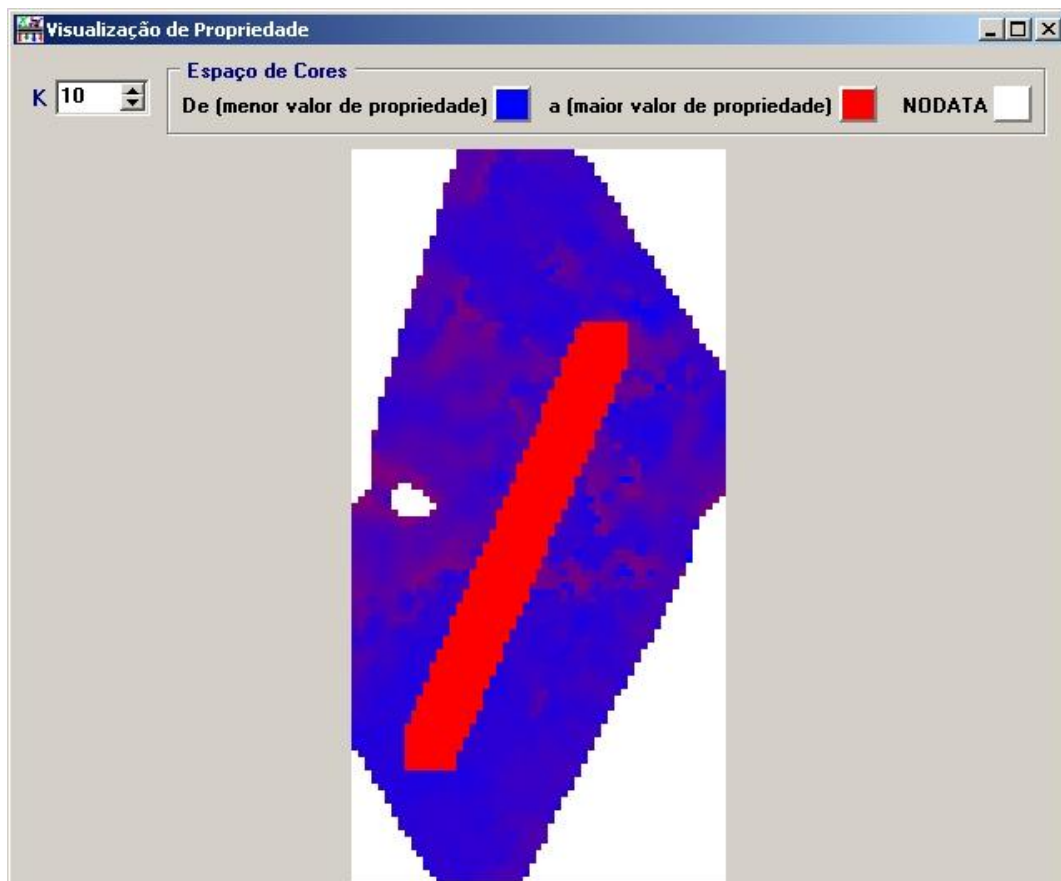 Visualização de Propriedade
Espaço de Cores
K 10 De (menor valor de propriedade) a (maior valor de propriedade) NODATA